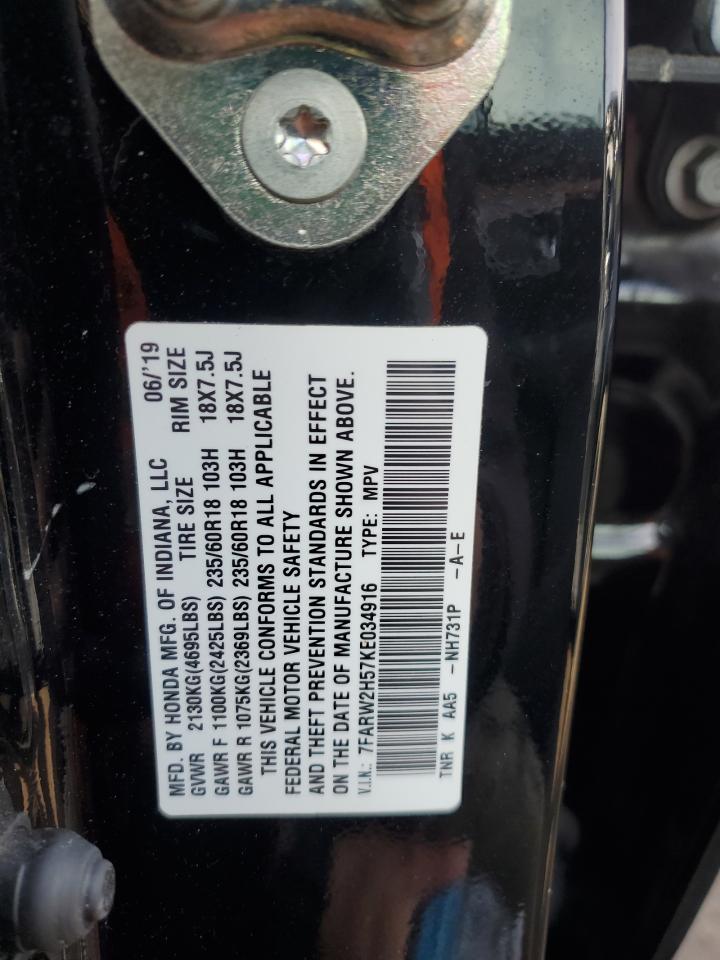 MFD. BY HONDA MFG. OF INDIANA, LLC 06/'19
GVWR 2130KG(4695LBS) TIRE SIZE RIM SIZE
GAWR F 1100KG(2425LBS) 235/60R18 103H 18X7.5J
GAWR R 1075KG(2369LBS) 235/60R18 103H 18X7.5J
THIS VEHICLE CONFORMS TO ALL APPLICABLE
FEDERAL MOTOR VEHICLE SAFETY
AND THEFT PREVENTION STANDARDS IN EFFECT
ON THE DATE OF MANUFACTURE SHOWN ABOVE.
V.I.N.: 7FARW2H57KE034916 TYPE: MPV
TNR K AA5 -NH731P -A-E